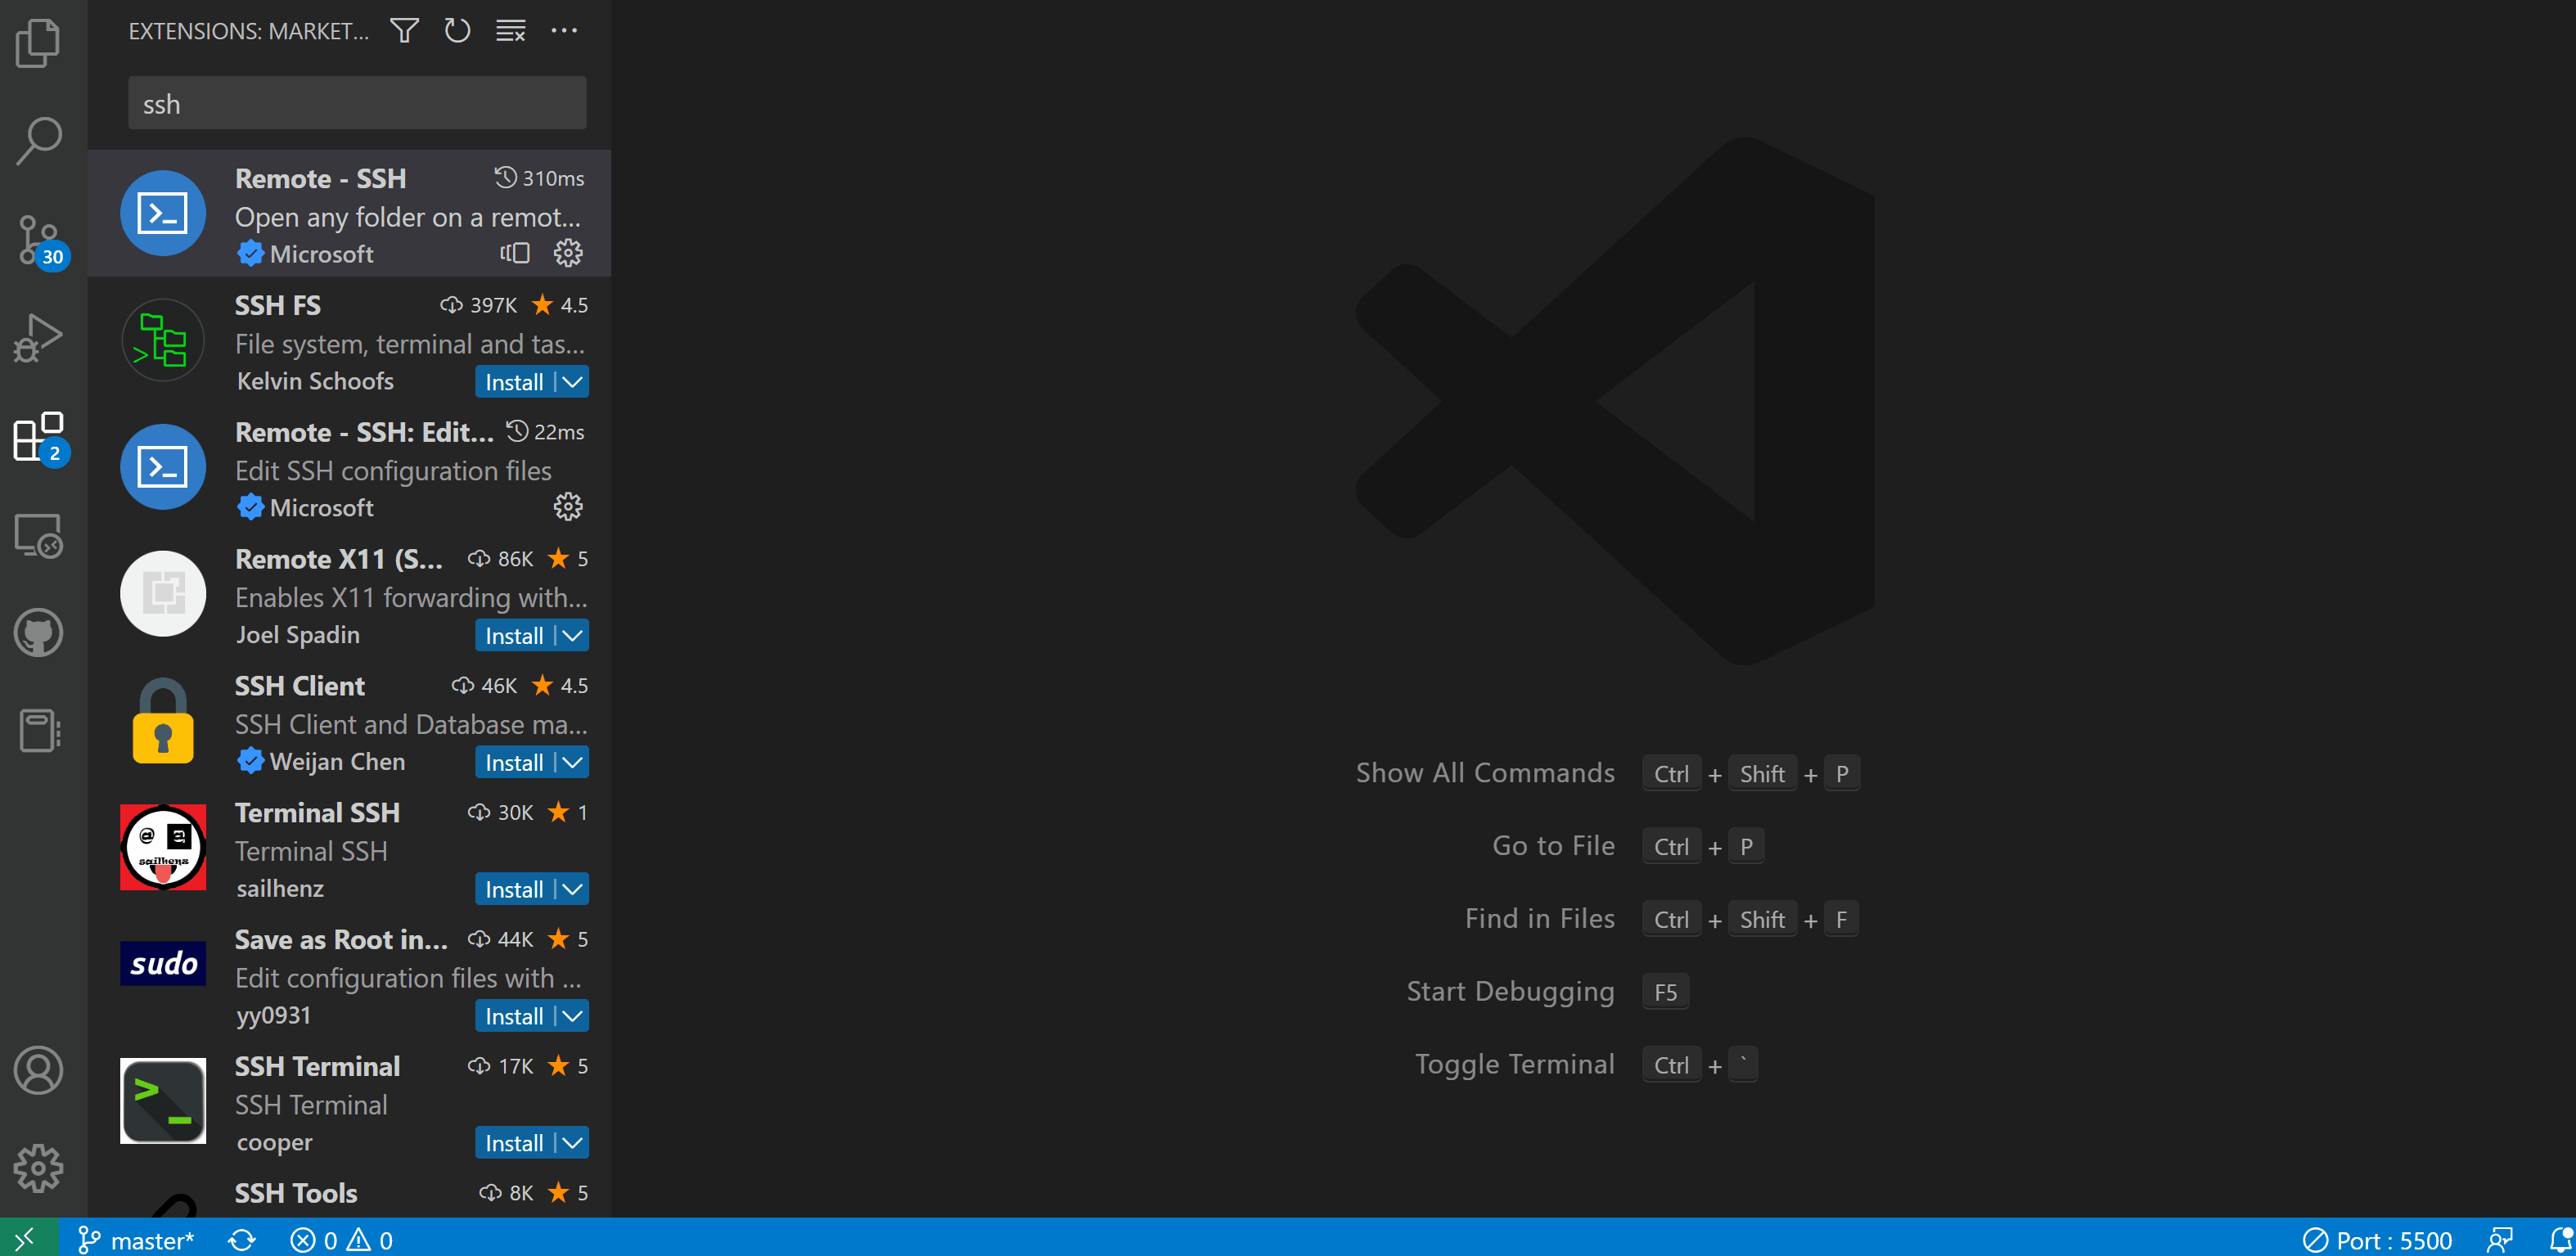 EXTENSIONS: MARKET...
ssh
30
2
Remote - SSH 310ms
Open any folder on a remot...
Microsoft
SSH FS 397K 4.5
File system, terminal and tas...
Kelvin Schoofs Install
Remote - SSH: Edit... 22ms
Edit SSH configuration files
Microsoft
Remote X11 (S... 86K 5
Enables X11 forwarding with...
Joel Spadin Install
SSH Client 46K 4.5
SSH Client and Database ma...
Weijan Chen Install
@ a
sailhenz
Terminal SSH 30K 1
Terminal SSH
sailhenz Install
sudo
Save as Root in... 44K 5
Edit configuration files with ...
yy0931 Install
SSH Terminal 17K 5
SSH Terminal
cooper Install
SSH Tools 8K 5
Show All Commands Ctrl + Shift + P
Go to File Ctrl + P
Find in Files Ctrl + Shift + F
Start Debugging F5
Toggle Terminal Ctrl + `
master* 0 0 Port : 5500